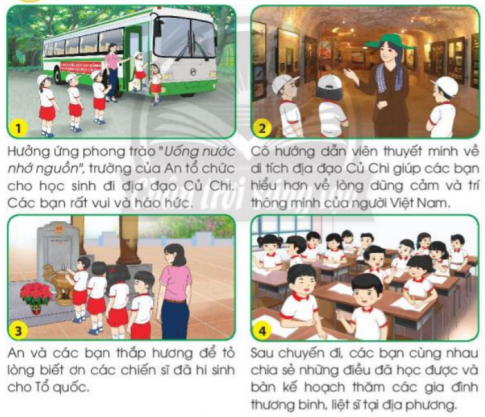 1
Hưởng ứng phong trào "Uống nước
nhớ nguồn", trường của An tổ chức
cho học sinh đi địa đạo Củ Chi.
Các bạn rất vui và háo hức.
2
Cô hướng dẫn viên thuyết minh về
di tích địa đạo Củ Chi giúp các bạn
hiểu hơn về lòng dũng cảm và trí
thông minh của người Việt Nam.
3
An và các bạn thắp hương để tỏ
lòng biết ơn các chiến sĩ đã hi sinh
cho Tổ quốc.
4
Sau chuyến đi, các bạn cùng nhau
chia sẻ những điều đã học được và
bàn kế hoạch thăm các gia đình
thương binh, liệt sĩ tại địa phương.